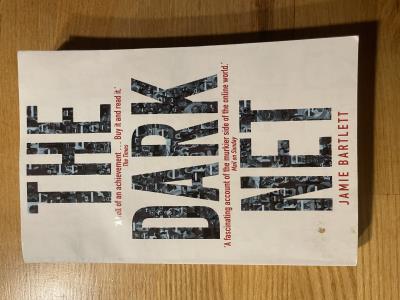 THE
'A hell of an achievement . . . Buy it and read it.'
The Times
DARK
'A fascinating account of the murkier side of the online world.'
Mail on Sunday
NET
JAMIE BARTLETT